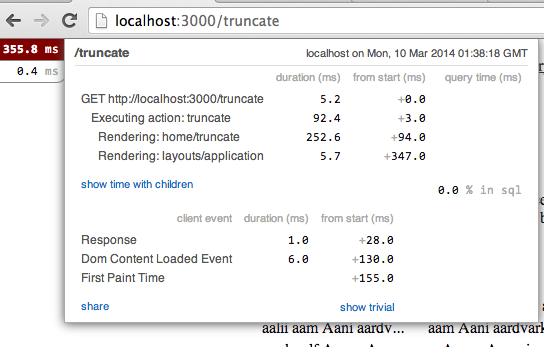 localhost:3000/truncate
355.8 ms
0.4 ms
/truncate localhost on Mon, 10 Mar 2014 01:38:18 GMT
duration (ms) from start (ms) query time (ms)
GET http://localhost:3000/truncate 5.2 +0.0
Executing action: truncate 92.4 +3.0
Rendering: home/truncate 252.6 +94.0
Rendering: layouts/application 5.7 +347.0
show time with children
0.0 % in sql
client event duration (ms) from start (ms)
Response 1.0 +28.0
Dom Content Loaded Event 6.0 +130.0
First Paint Time +155.0
share show trivial
aalii aam Aani aardv... aam Aani aardvark